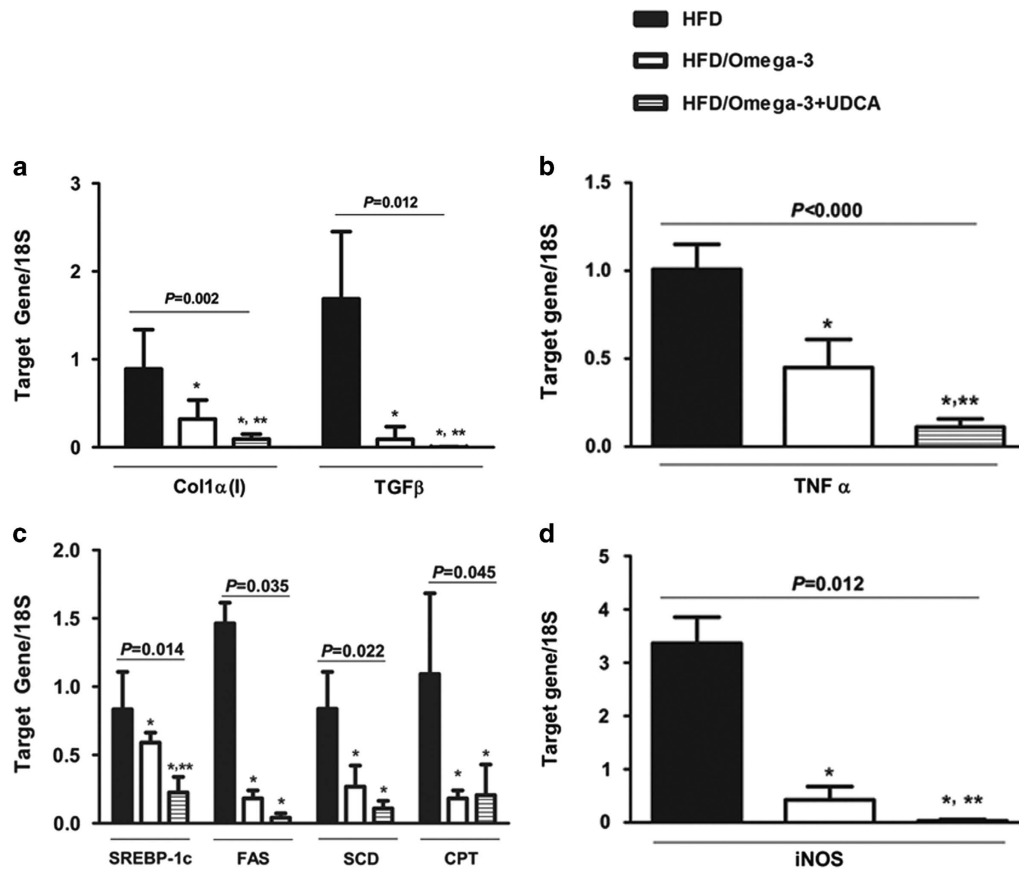 HFD
HFD/Omega-3
HFD/Omega-3+UDCA
a
Target Gene/18S
3
2
1
0
P=0.002
*
*, **
P=0.012
*
*, **
Col1α(I)
TGFβ
b
Target gene/18S
1.5
1.0
0.5
0.0
P<0.000
*
*,**
TNF α
c
Target Gene/18S
2.0
1.5
1.0
0.5
0.0
P=0.014
*
*,**
P=0.035
*
*
P=0.022
*
*
P=0.045
*
*
SREBP-1c
FAS
SCD
CPT
d
Target gene/18S
5
4
3
2
1
0
P=0.012
*
*, **
iNOS